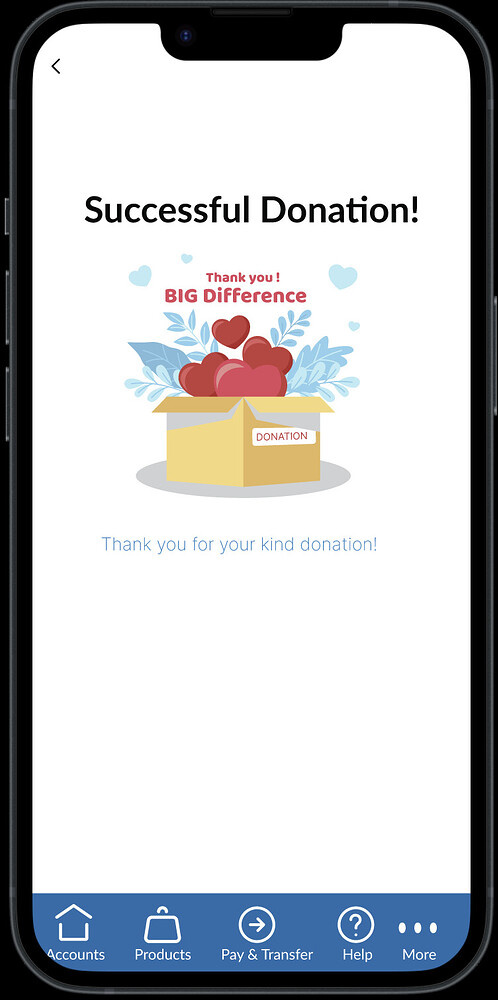 Successful Donation!
Thank you !
BIG Difference
DONATION
Thank you for your kind donation!
Accounts
Products
Pay & Transfer
Help
More